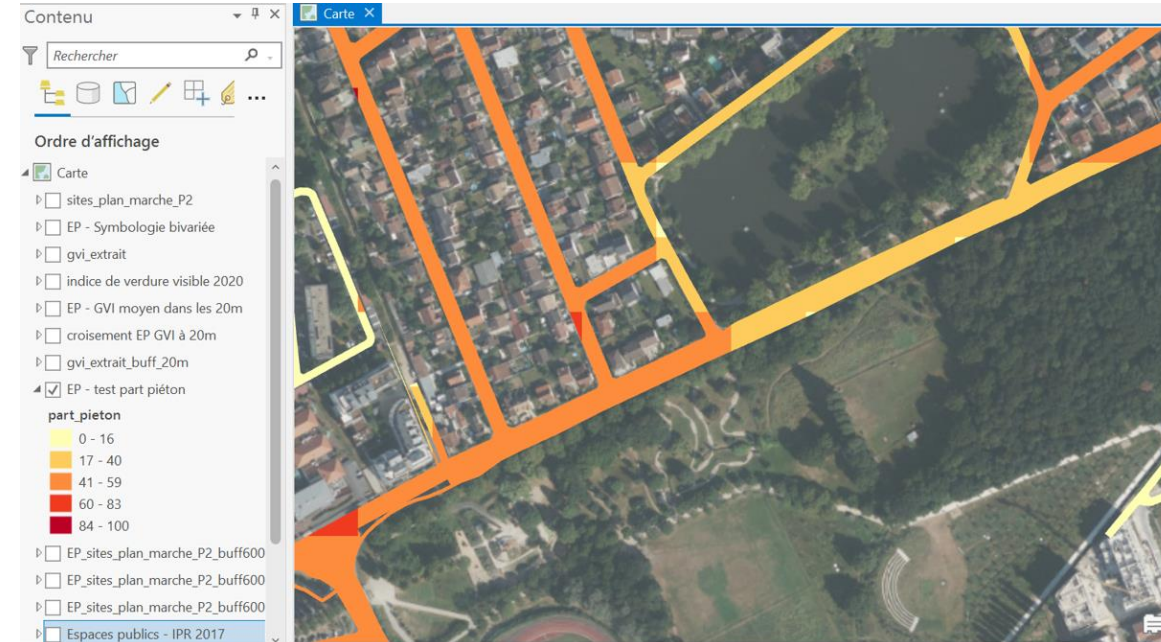 Contenu
Carte
Rechercher
Ordre d'affichage
Carte
sites_plan_marche_P2
EP - Symbologie bivariée
gvi_extrait
indice de verdure visible 2020
EP - GVI moyen dans les 20m
croisement EP GVI à 20m
gvi_extrait_buff_20m
EP - test part piéton
part_pieton
0 - 16
17 - 40
41 - 59
60 - 83
84 - 100
EP_sites_plan_marche_P2_buff600
EP_sites_plan_marche_P2_buff600
EP_sites_plan_marche_P2_buff600
Espaces publics - IPR 2017